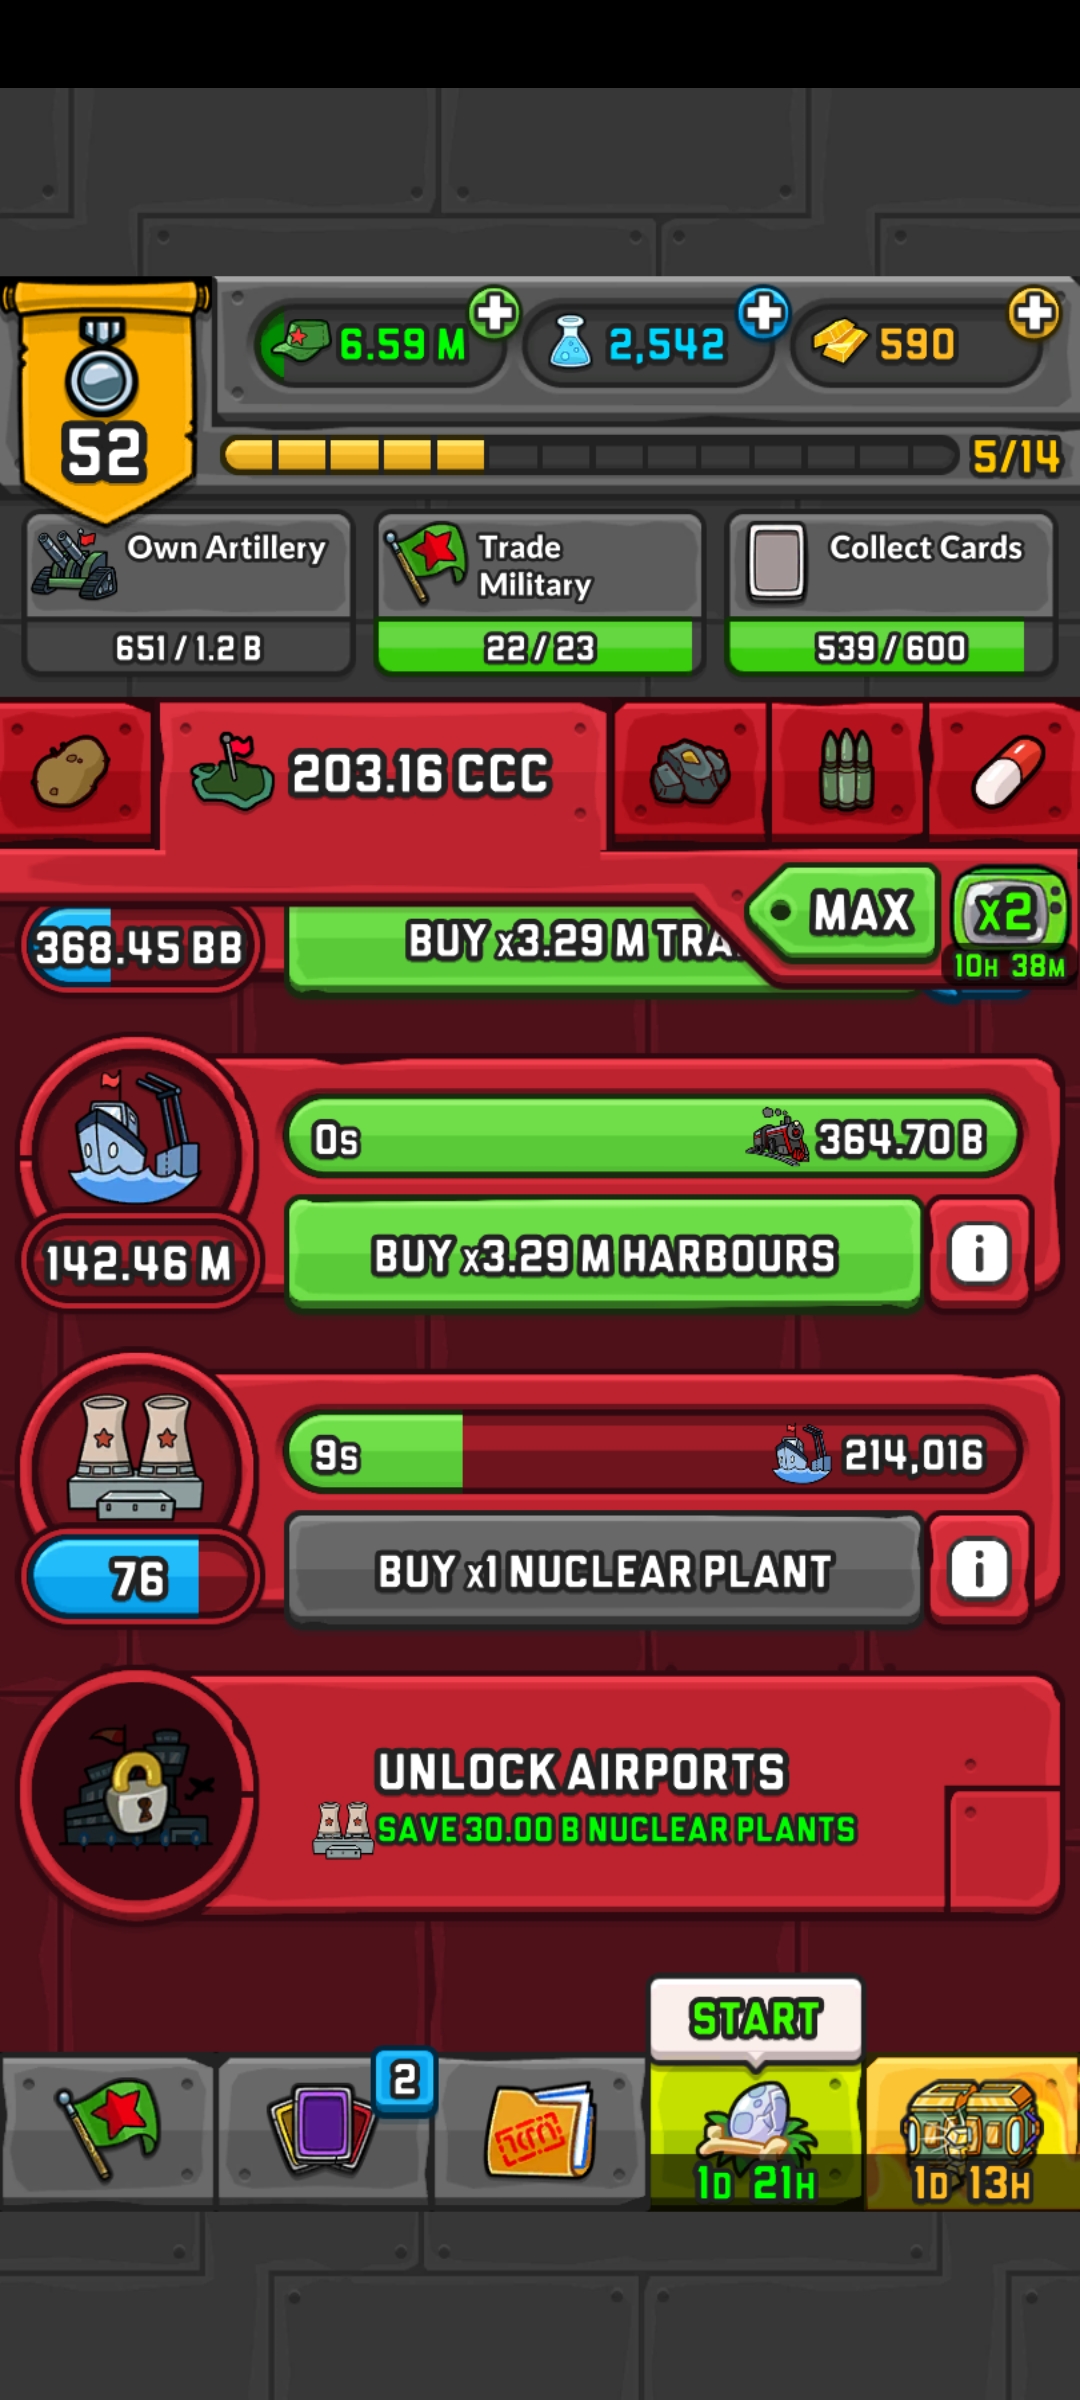 6.59 M
2,542
590
52
5/14
Own Artillery
Trade
Military
Collect Cards
651 / 1.2 B
22 / 23
539 / 600
203.16 CCC
MAX
x2
10H 38M
368.45 BB
BUY x3.29 M TRA
0s
364.70 B
142.46 M
BUY x3.29 M HARBOURS
i
9s
214,016
76
BUY x1 NUCLEAR PLANT
i
UNLOCK AIRPORTS
SAVE 30.00 B NUCLEAR PLANTS
START
2
1D 21H
1D 13H